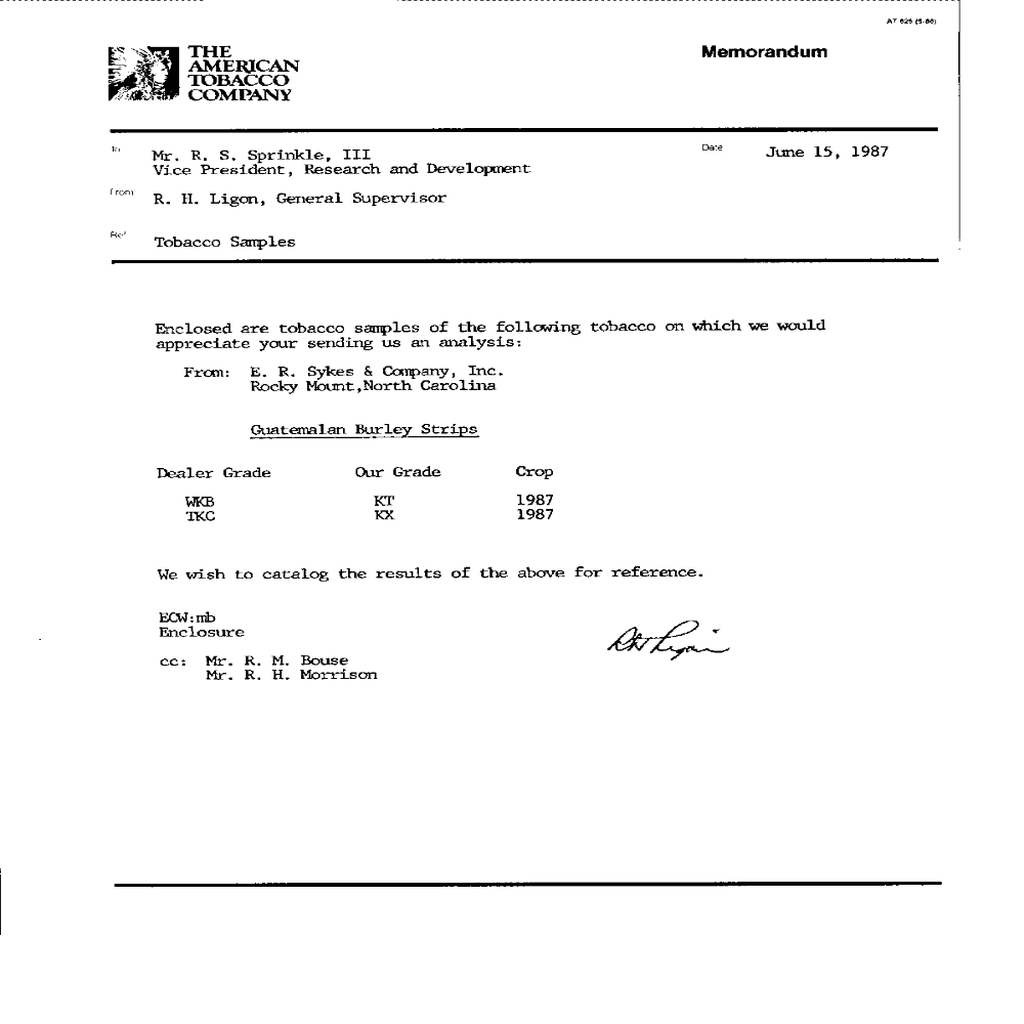 AT 825 (5-86)
THE
AMERICAN
TOBACCO
COMPANY
Memorandum
To
Mr. R. S. Sprinkle, III
Vice President, Research and Development
Date
June 15, 1987
From
R. H. Ligon, General Supervisor
Ref
Tobacco Samples
Enclosed are tobacco samples of the following tobacco on which we would
appreciate your sending us an analysis:
From: E. R. Sykes & Company, Inc.
Rocky Mount,North Carolina
Guatemalan Burley Strips
Dealer Grade Our Grade Crop
WKB KT 1987
TKC KX 1987
We wish to catalog the results of the above for reference.
ECW:mb
Enclosure
RH Ligon
cc: Mr. R. M. Bouse
Mr. R. H. Morrison